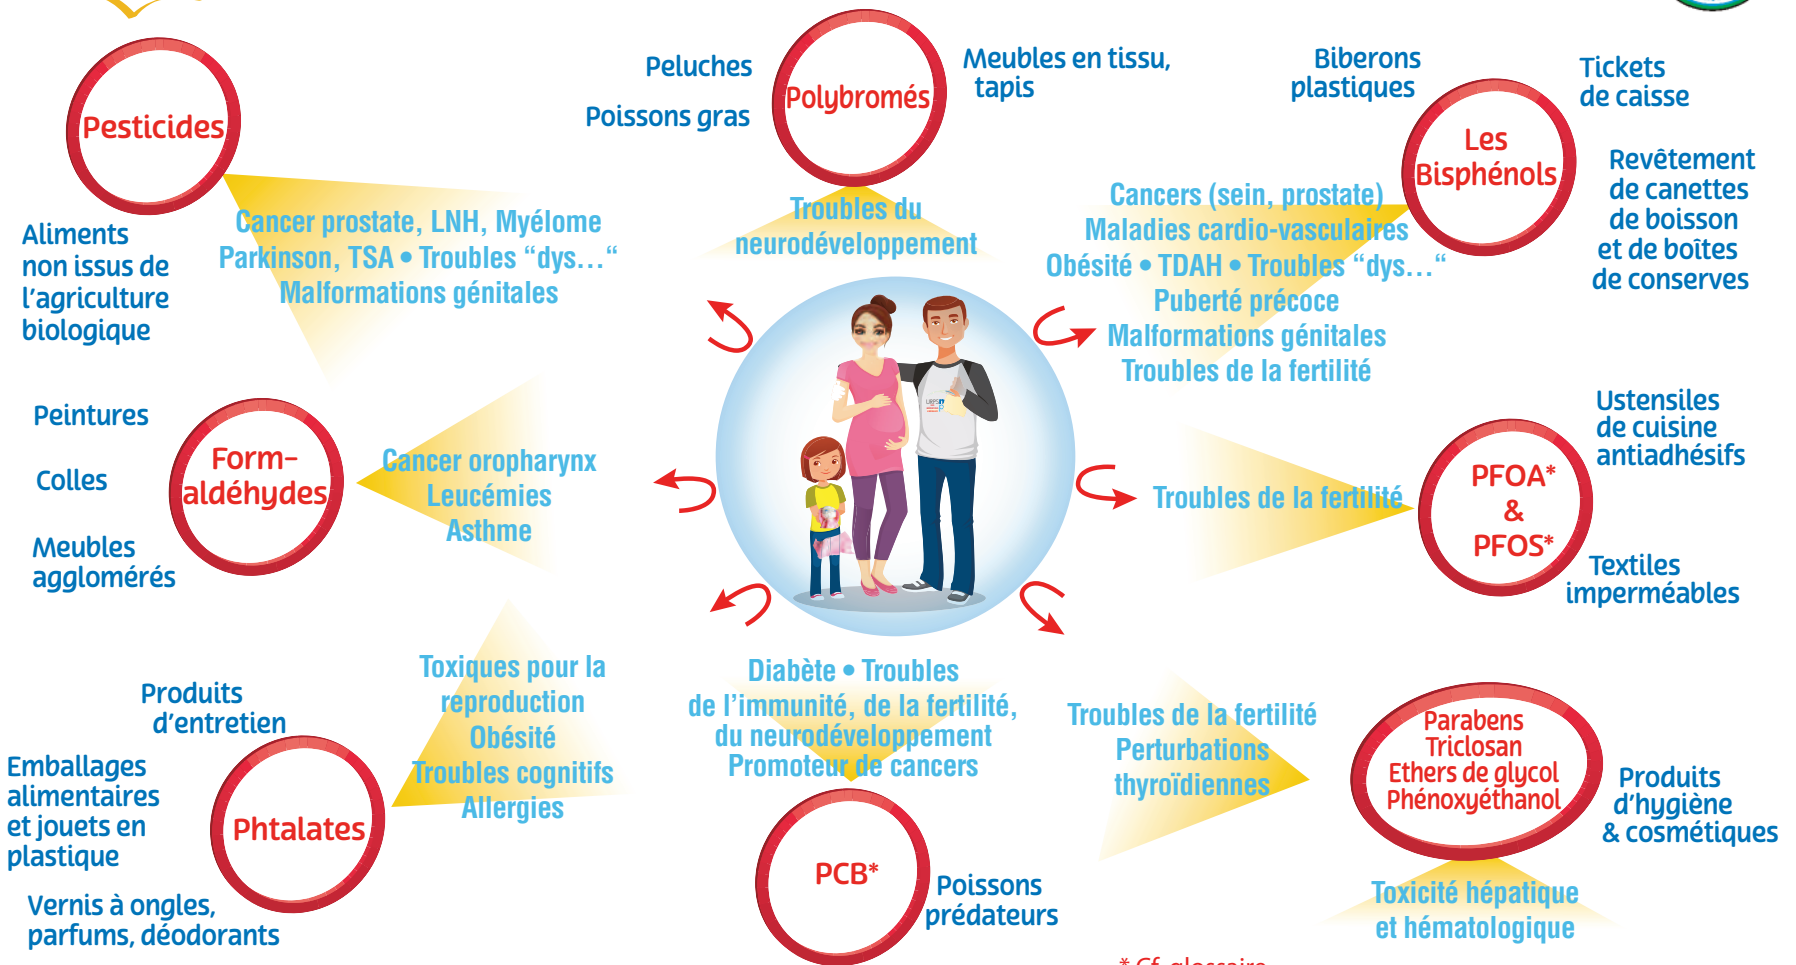 Pesticides
Aliments
non issus de
l'agriculture
biologique
Cancer prostate, LNH, Myélome
Parkinson, TSA • Troubles “dys...“
Malformations génitales
Peluches
Poissons gras
Polybromés
Meubles en tissu,
tapis
Troubles du
neurodéveloppement
Biberons
plastiques
Les
Bisphénols
Tickets
de caisse
Revêtement
de canettes
de boisson
et de boîtes
de conserves
Cancers (sein, prostate)
Maladies cardio-vasculaires
Obésité • TDAH • Troubles “dys...“
Puberté précoce
Malformations génitales
Troubles de la fertilité
Peintures
Colles
Meubles
agglomérés
Form-
aldéhydes
Cancer oropharynx
Leucémies
Asthme
Troubles de la fertilité
PFOA*
&
PFOS*
Ustensiles
de cuisine
antiadhésifs
Textiles
imperméables
Produits
d'entretien
Emballages
alimentaires
et jouets en
plastique
Vernis à ongles,
parfums, déodorants
Phtalates
Toxiques pour la
reproduction
Obésité
Troubles cognitifs
Allergies
Diabète • Troubles
de l'immunité, de la fertilité,
du neurodéveloppement
Promoteur de cancers
PCB*
Poissons
prédateurs
Troubles de la fertilité
Perturbations
thyroïdiennes
Parabens
Triclosan
Ethers de glycol
Phénoxyéthanol
Produits
d'hygiène
& cosmétiques
Toxicité hépatique
et hématologique
* Cf. glossaire